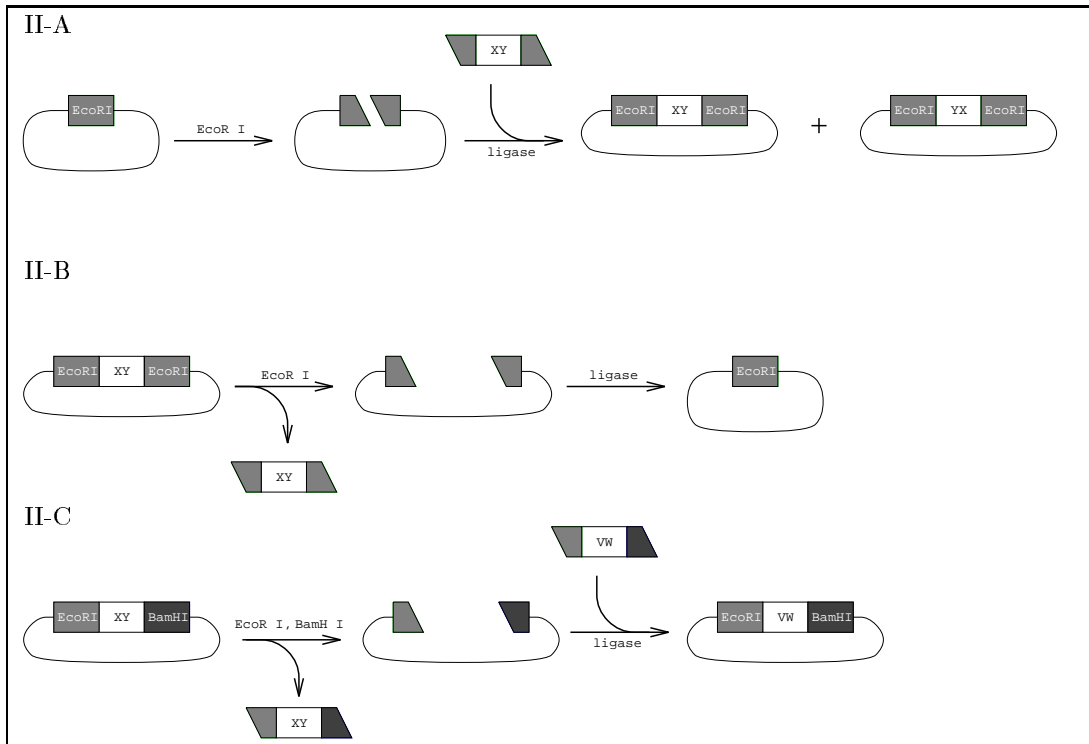 II-A
XY
EcoRI
EcoR I
ligase
EcoRI XY EcoRI
+
EcoRI YX EcoRI
II-B
EcoRI XY EcoRI
EcoR I
ligase
EcoRI
XY
II-C
VW
EcoRI XY BamHI
EcoR I, BamH I
ligase
EcoRI VW BamHI
XY